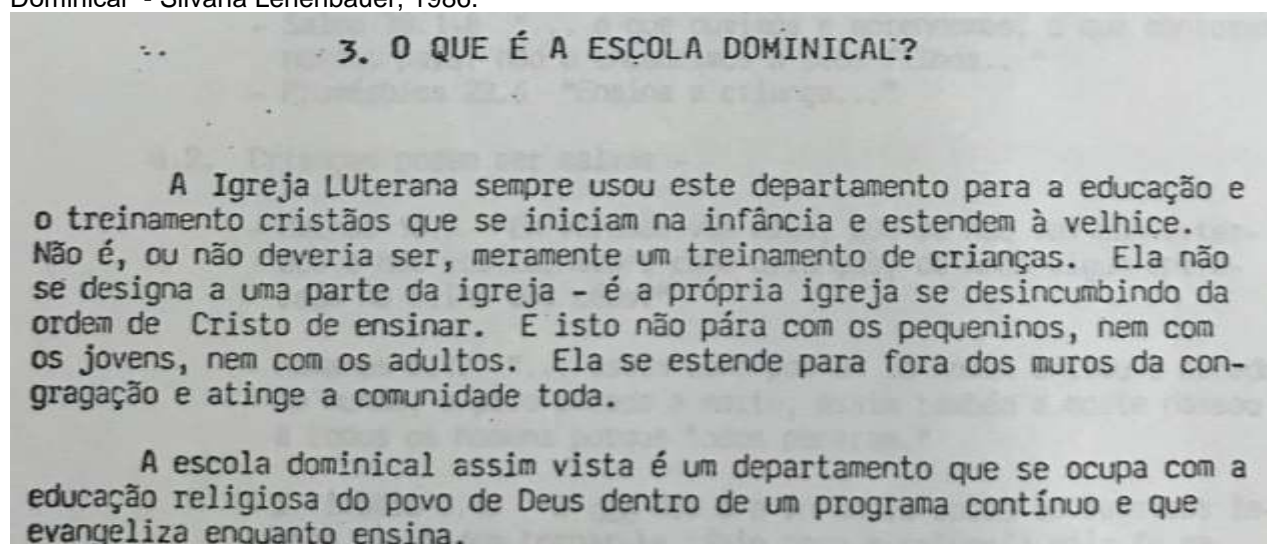 Dominical" - Silvana Lehenbauer, 1986.
3. O QUE É A ESCOLA DOMINICAL?
A Igreja LUterana sempre usou este departamento para a educação e
o treinamento cristãos que se iniciam na infância e estendem à velhice.
Não é, ou não deveria ser, meramente um treinamento de crianças. Ela não
se designa a uma parte da igreja - é a própria igreja se desincumbindo da
ordem de Cristo de ensinar. E isto não pára com os pequeninos, nem com
os jovens, nem com os adultos. Ela se estende para fora dos muros da con-
gragação e atinge a comunidade toda.
A escola dominical assim vista é um departamento que se ocupa com a
educação religiosa do povo de Deus dentro de um programa contínuo e que
evangeliza enquanto ensina.